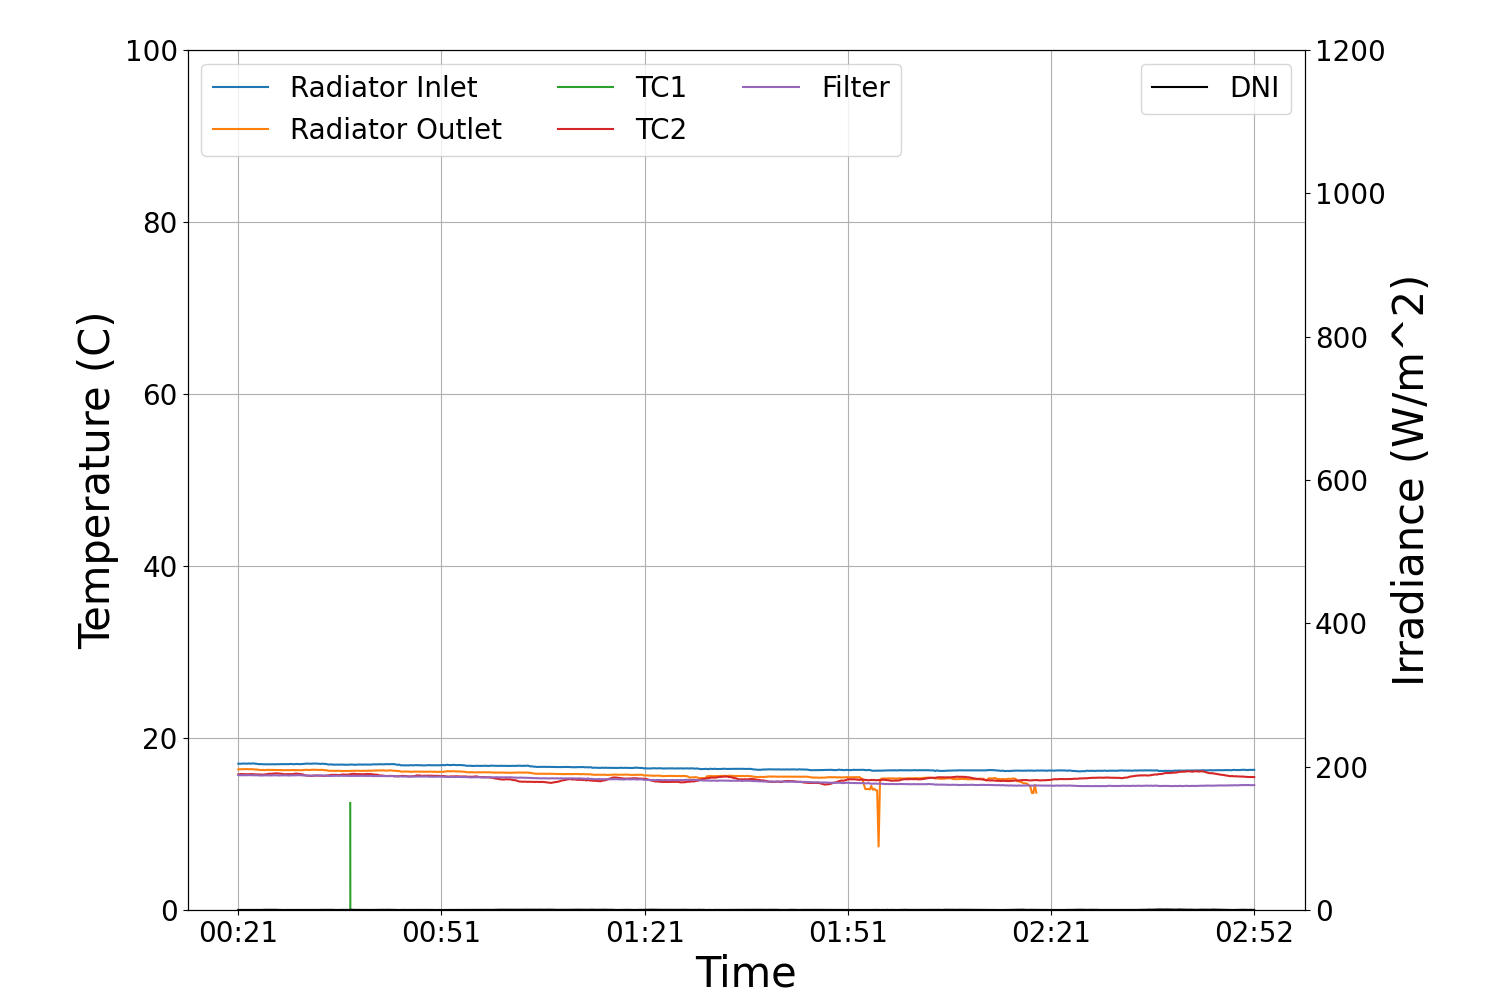 Radiator Inlet
Radiator Outlet
TC1
TC2
Filter
DNI
100
80
60
40
20
0
Temperature (C)
1200
1000
800
600
400
200
0
Irradiance (W/m^2)
00:21
00:51
01:21
01:51
02:21
02:52
Time